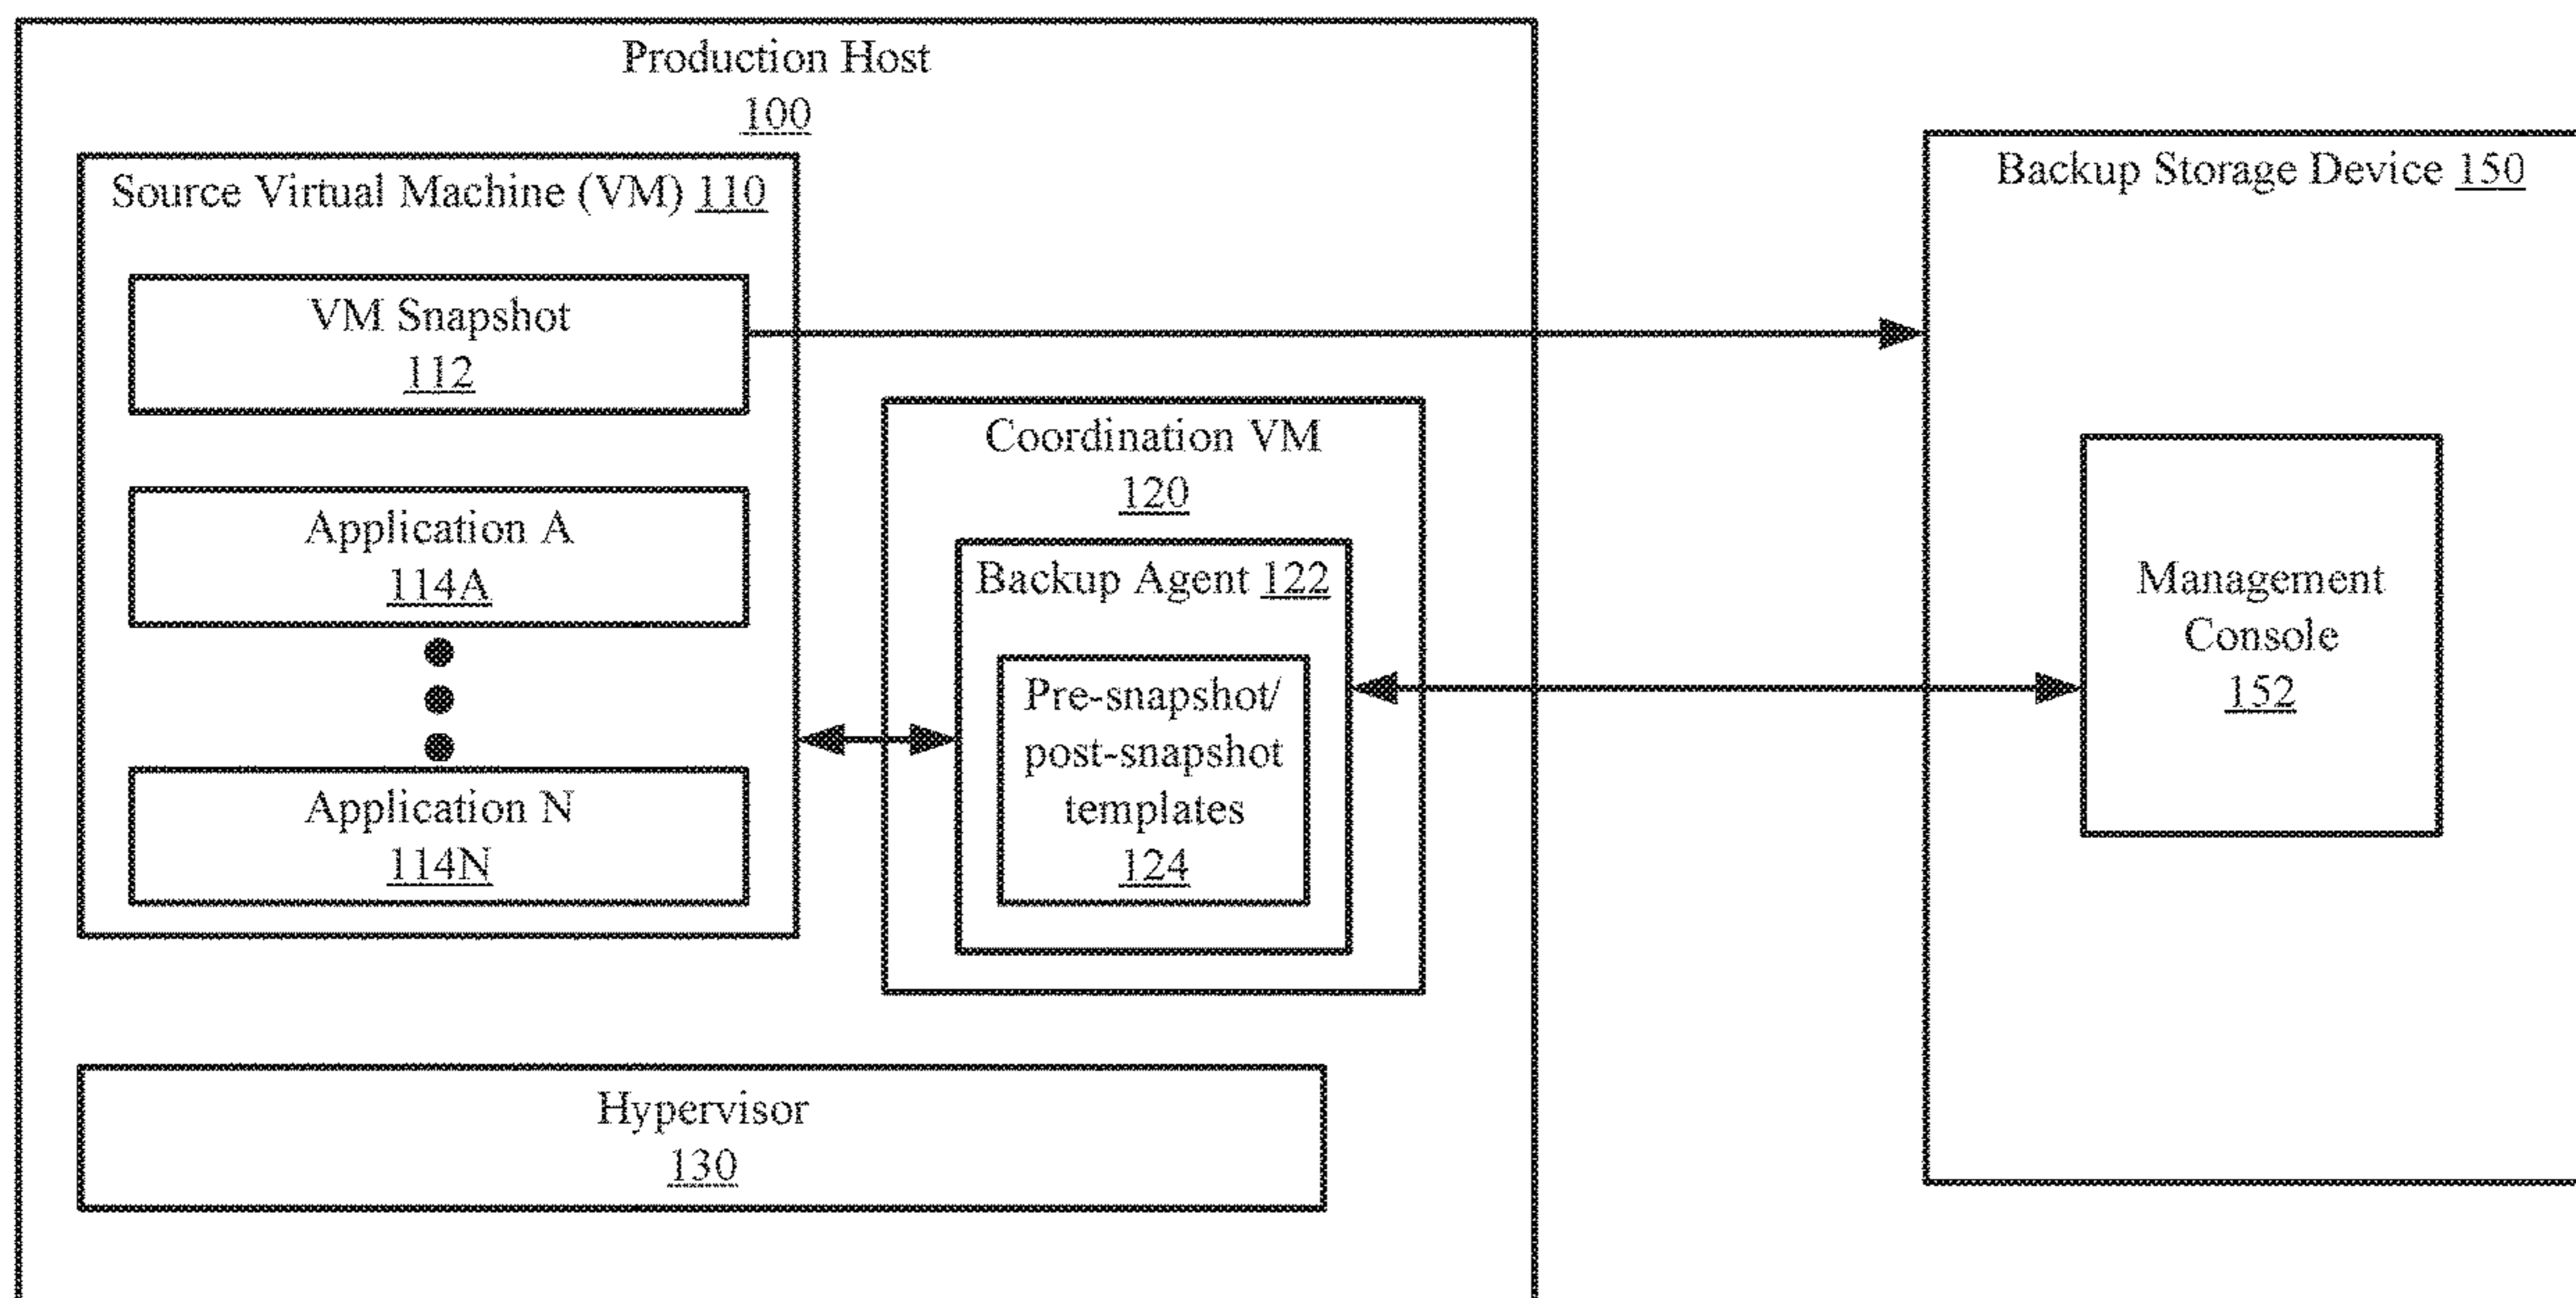 Production Host
100
Source Virtual Machine (VM) 110
VM Snapshot
112
Application A
114A
Application N
114N
Coordination VM
120
Backup Agent 122
Pre-snapshot/
post-snapshot
templates
124
Hypervisor
130
Backup Storage Device 150
Management
Console
152